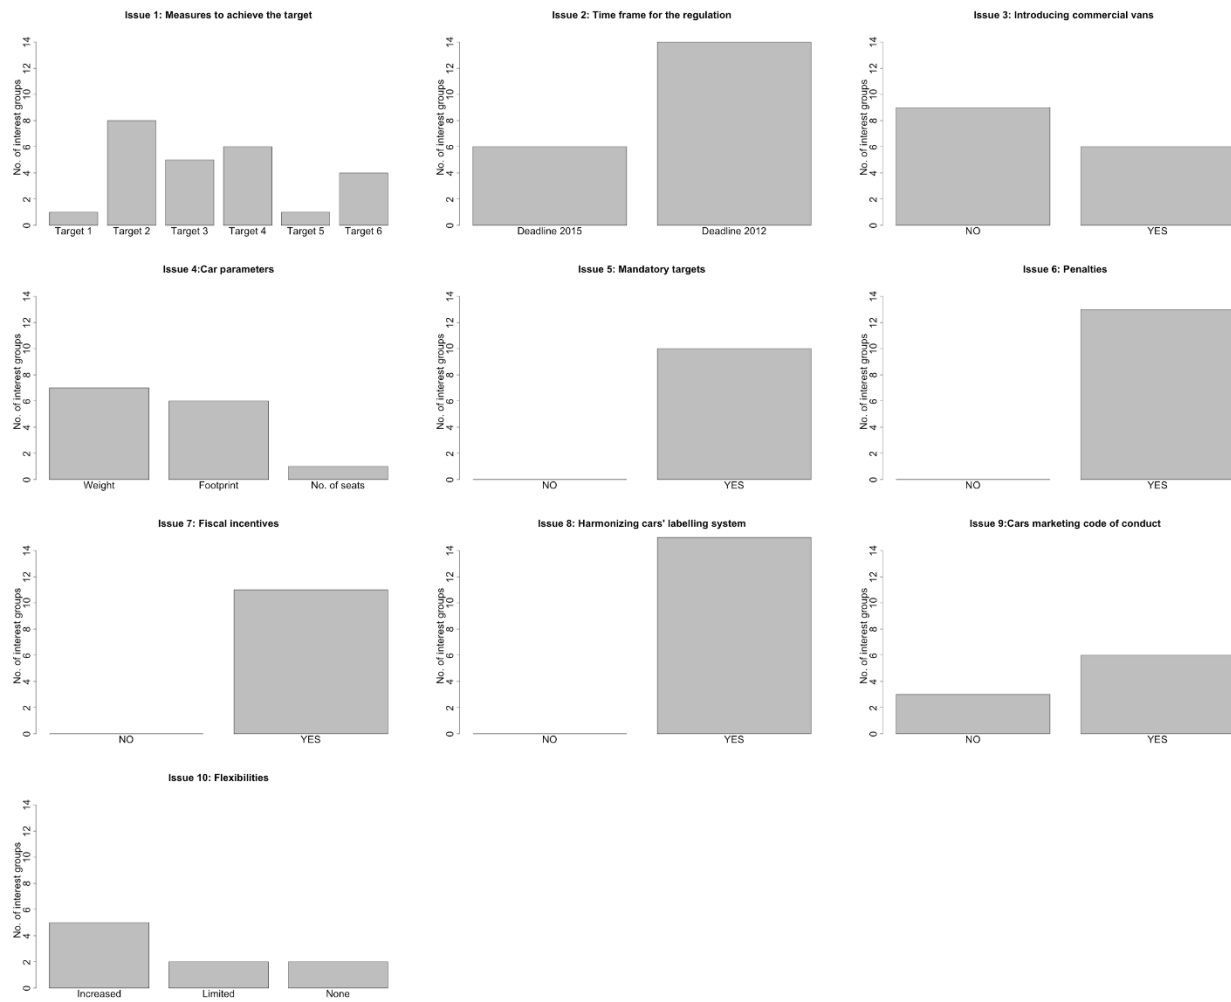 Issue 1: Measures to achieve the target
No. of interest groups
0 2 4 6 8 10 12 14
Target 1 Target 2 Target 3 Target 4 Target 5 Target 6
Issue 2: Time frame for the regulation
No. of interest groups
0 2 4 6 8 10 12 14
Deadline 2015 Deadline 2012
Issue 3: Introducing commercial vans
No. of interest groups
0 2 4 6 8 10 12 14
NO YES
Issue 4:Car parameters
No. of interest groups
0 2 4 6 8 10 12 14
Weight Footprint No. of seats
Issue 5: Mandatory targets
No. of interest groups
0 2 4 6 8 10 12 14
NO YES
Issue 6: Penalties
No. of interest groups
0 2 4 6 8 10 12 14
NO YES
Issue 7: Fiscal incentives
No. of interest groups
0 2 4 6 8 10 12 14
NO YES
Issue 8: Harmonizing cars' labelling system
No. of interest groups
0 2 4 6 8 10 12 14
NO YES
Issue 9:Cars marketing code of conduct
No. of interest groups
0 2 4 6 8 10 12 14
NO YES
Issue 10: Flexibilities
No. of interest groups
0 2 4 6 8 10 12 14
Increased Limited None